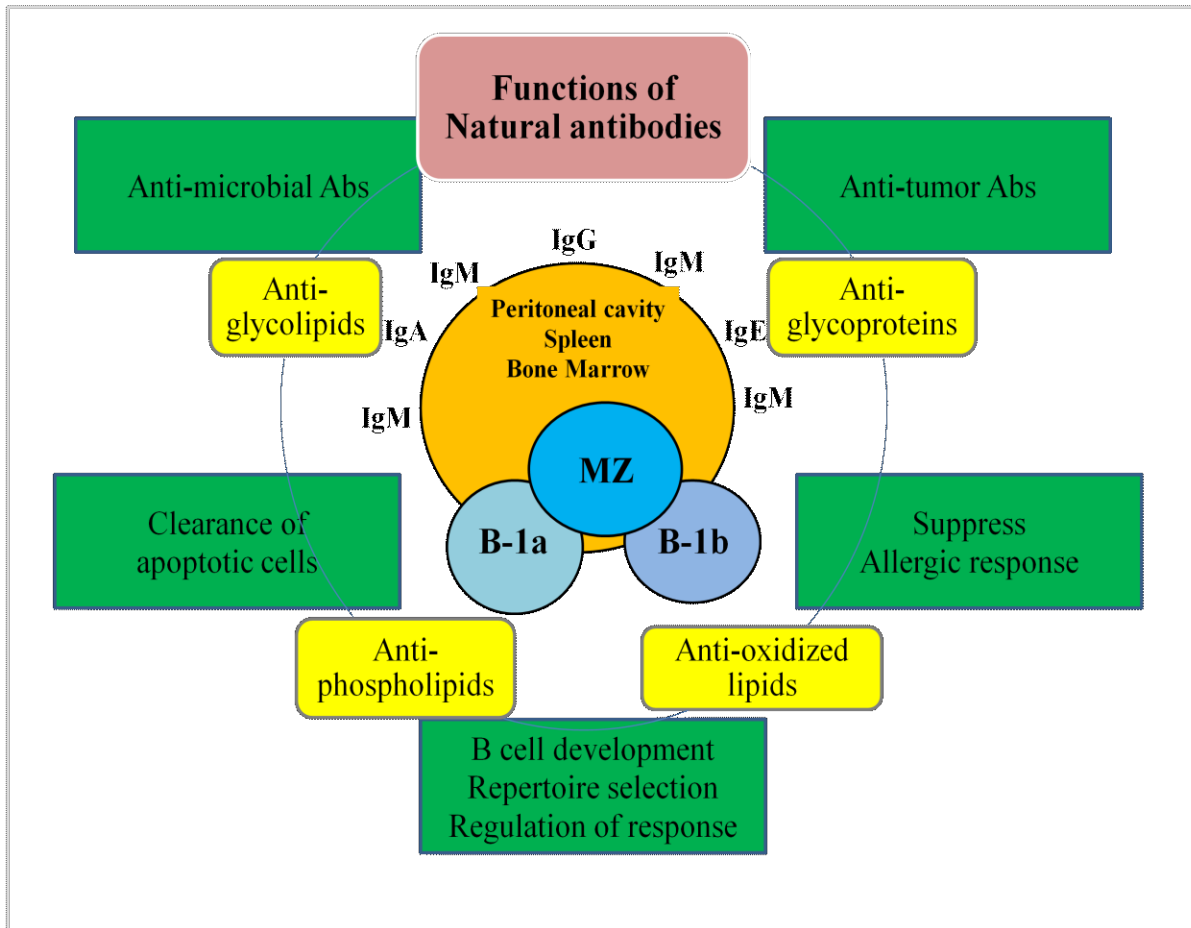 Functions of
Natural antibodies
Anti-microbial Abs
Anti-tumor Abs
IgG
IgM
IgM
Anti-
glycolipids
IgA
Peritoneal cavity
Spleen
Bone Marrow
IgE
Anti-
glycoproteins
IgM
IgM
MZ
B-1a
B-1b
Clearance of
apoptotic cells
Suppress
Allergic response
Anti-
phospholipids
Anti-oxidized
lipids
B cell development
Repertoire selection
Regulation of response